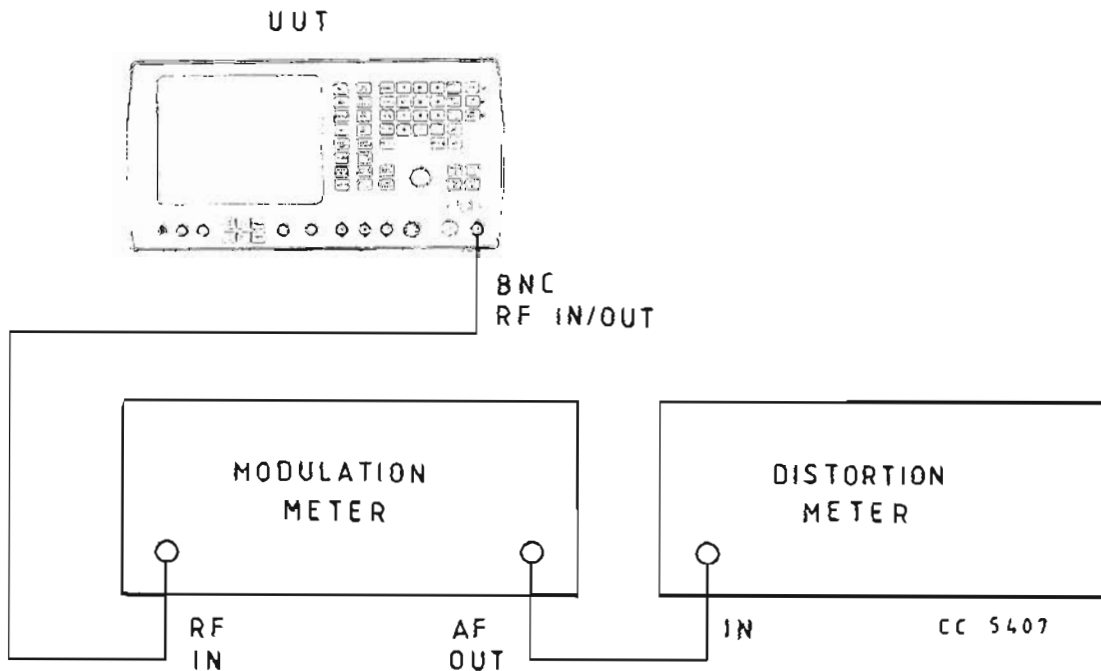 UUT
BNC
RF IN/OUT
MODULATION
METER
DISTORTION
METER
RF
IN
AF
OUT
IN
CC 5407